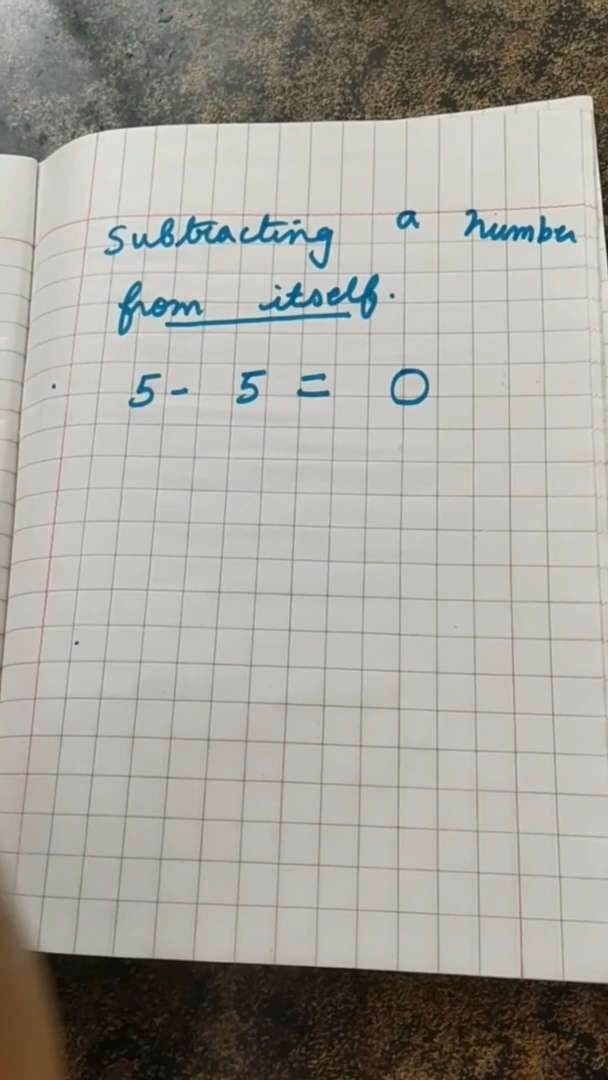 Subtracting a number
from itself.
5 - 5 = 0